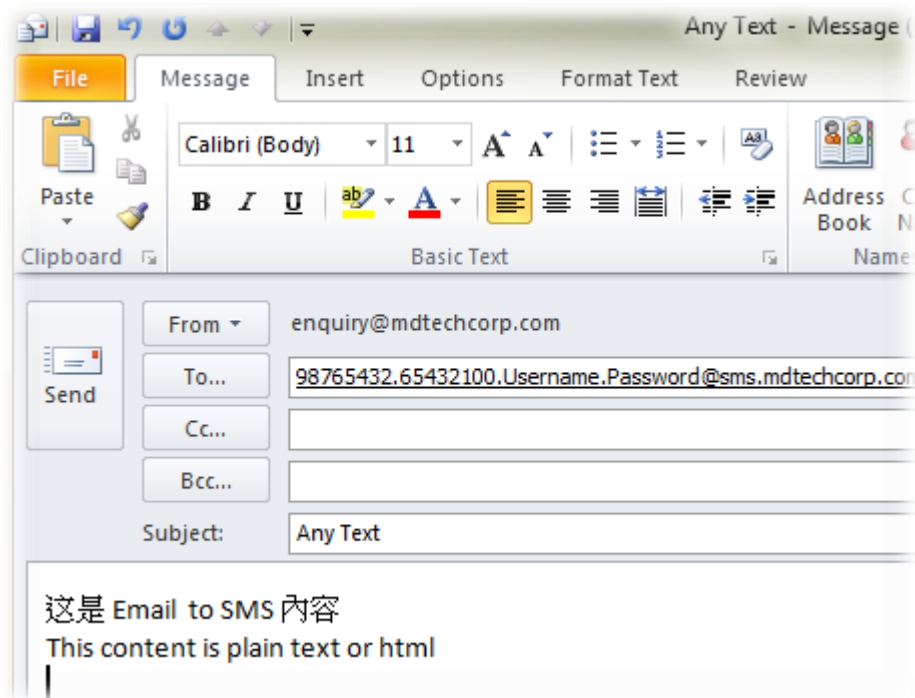 Any Text - Message (
File Message Insert Options Format Text Review
Calibri (Body) 11
Paste
B I U
Address
Book
Clipboard Basic Text Name
From enquiry@mdtechcorp.com
Send
To... 98765432.65432100.Username.Password@sms.mdtechcorp.com
Cc...
Bcc...
Subject: Any Text
这是 Email to SMS 內容
This content is plain text or html